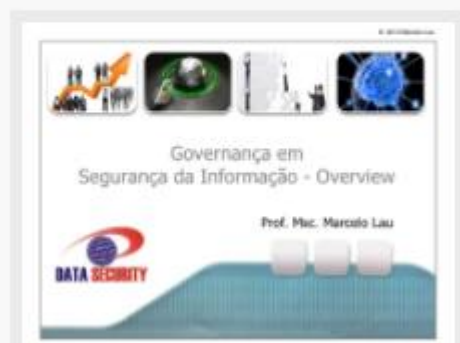 Governança em
Segurança da Informação - Overview
Prof. Msc. Marcelo Lau
DATA SECURITY